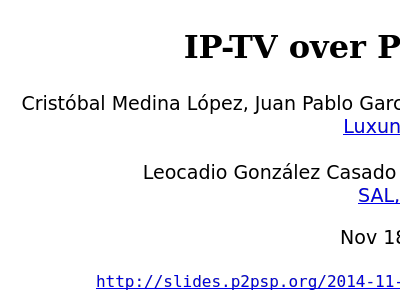 IP-TV over P
Cristóbal Medina López, Juan Pablo Garc
Luxun
Leocadio González Casado
SAL,
Nov 18
http://slides.p2psp.org/2014-11-